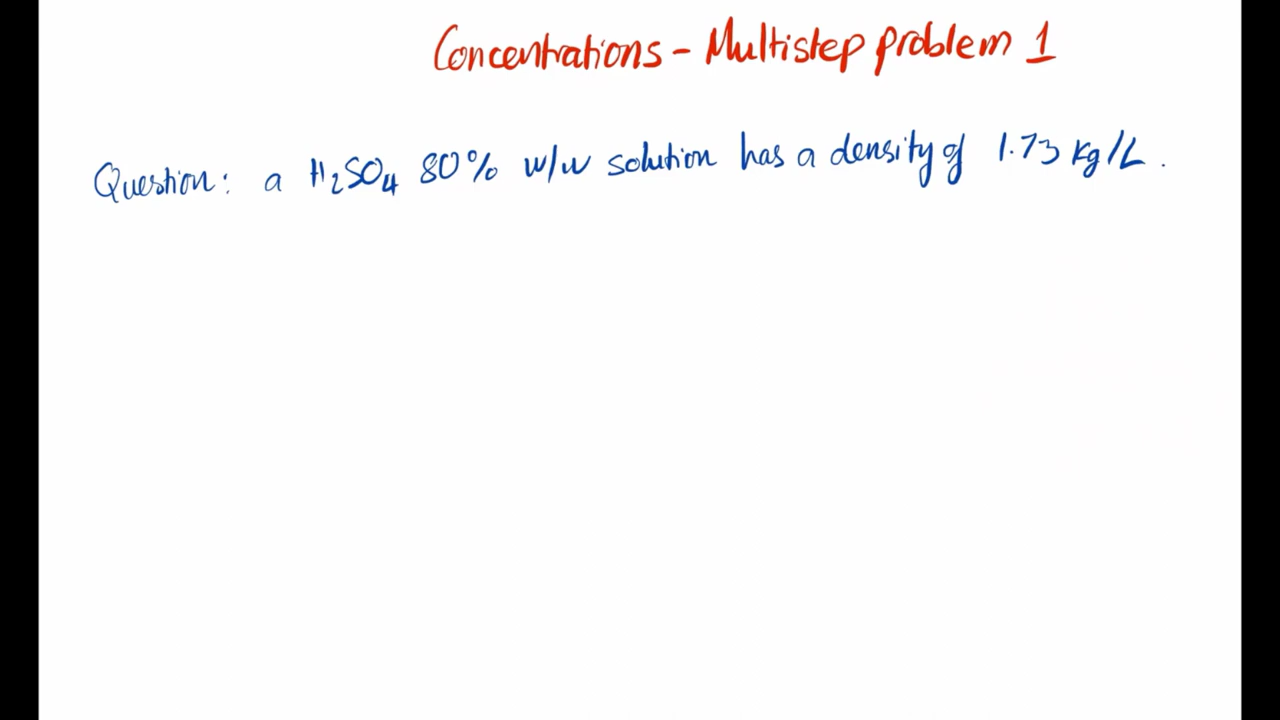 Concentrations - Multistep problem 1
Question: a H₂SO₄ 80% w/w solution has a density of 1.73 kg/L.